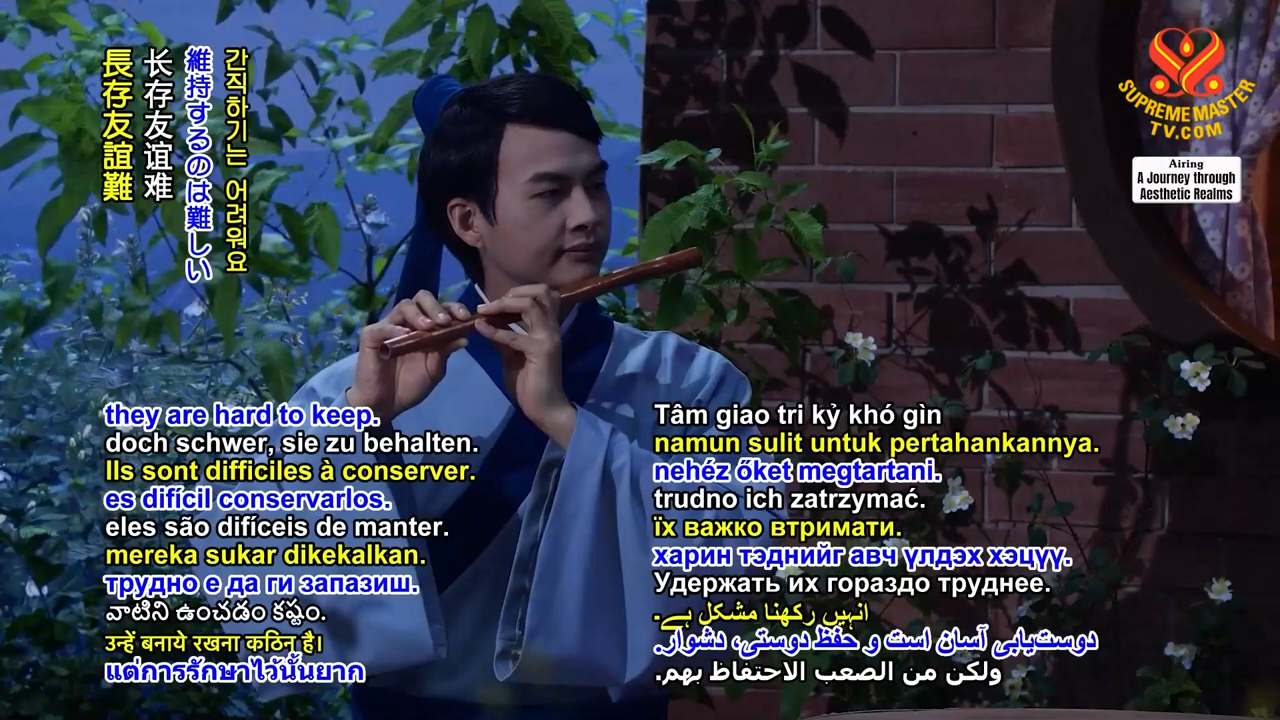 長存友誼難
长存友谊难
維持するのは難しい
간직하기는 어려워요
SUPREME MASTER
TV.COM
Airing
A Journey through
Aesthetic Realms
they are hard to keep.
doch schwer, sie zu behalten.
Ils sont difficiles à conserver.
es difícil conservarlos.
eles são difíceis de manter.
mereka sukar dikekalkan.
трудно е да ги запазиш.
వాటిని ఉంచడం కష్టం.
उन्हें बनाये रखना कठिन है।
แต่การรักษาไว้นั้นยาก
Tâm giao tri kỷ khó gìn
namun sulit untuk pertahankannya.
nehéz őket megtartani.
trudno ich zatrzymać.
їх важко втримати.
харин тэднийг авч үлдэх хэцүү.
Удержать их гораздо труднее.
انہیں رکھنا مشکل ہے۔
دوست‌یابی آسان است و حفظ دوستی، دشوار.
ولكن من الصعب الاحتفاظ بهم.